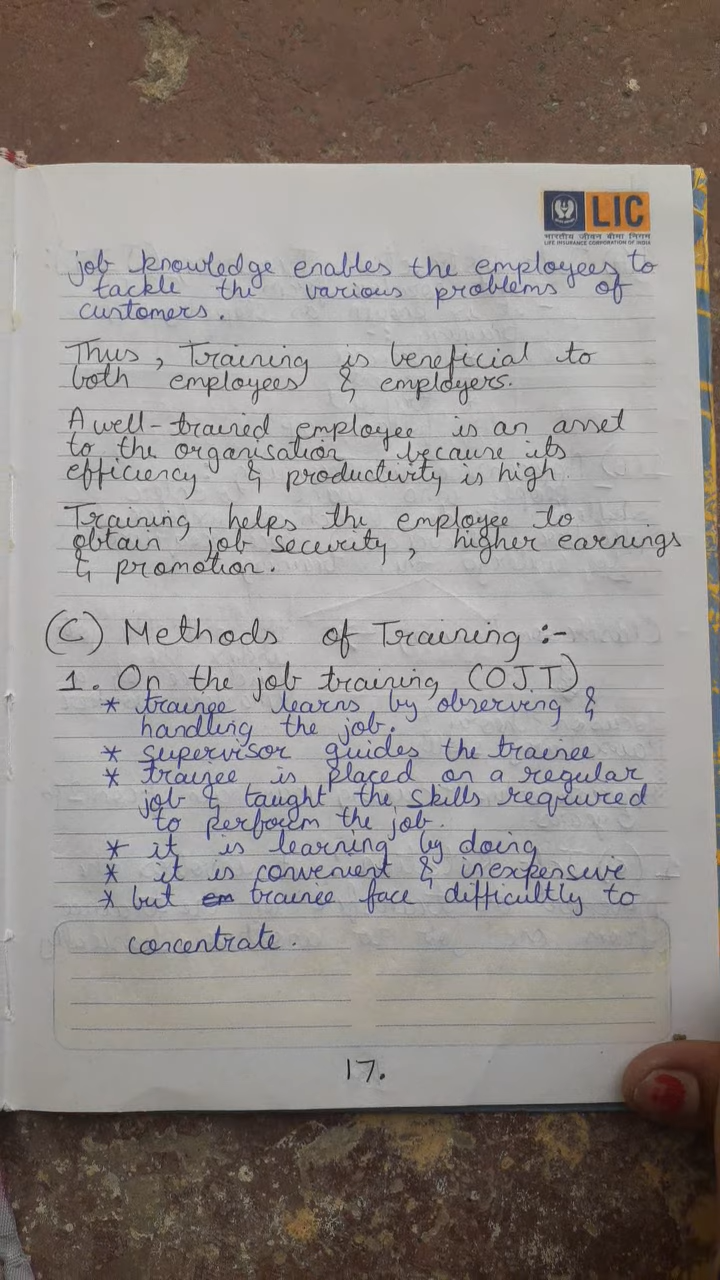 LIC
भारतीय जीवन बीमा निगम
LIFE INSURANCE CORPORATION OF INDIA
job knowledge enables the employees to
tackle the various problems of
customers.
Thus, Training is beneficial to
both employees & employers.
A well-trained employee is an asset
to the organisation because its
efficiency & productivity is high.
Training helps the employee to
obtain job security, higher earnings
& promotion.
(C) Methods of Training :-
1. On the job training (OJT)
* trainee learns by observing &
handling the job.
* supervisor guides the trainee
* trainee is placed on a regular
job & taught the skills required
to perform the job.
* it is learning by doing
* it is convenient & inexpensive
* but trainee face difficultly to
concentrate.
17.